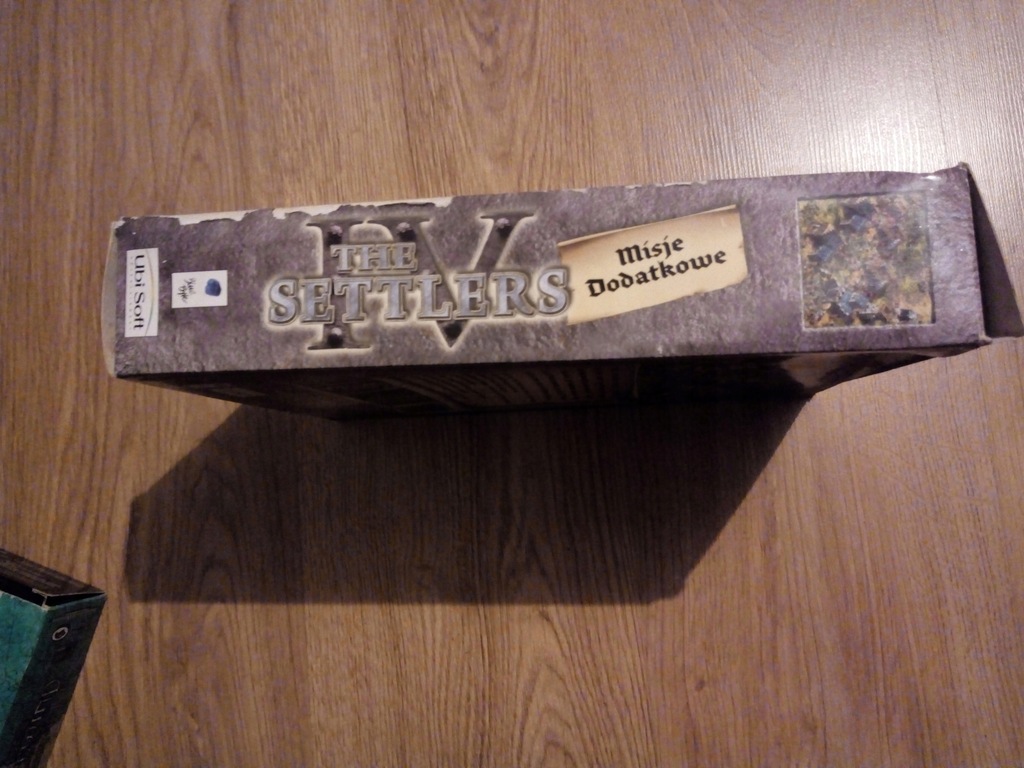 Ubi Soft
IV
THE
SETTLERS
Misje
Dodatkowe